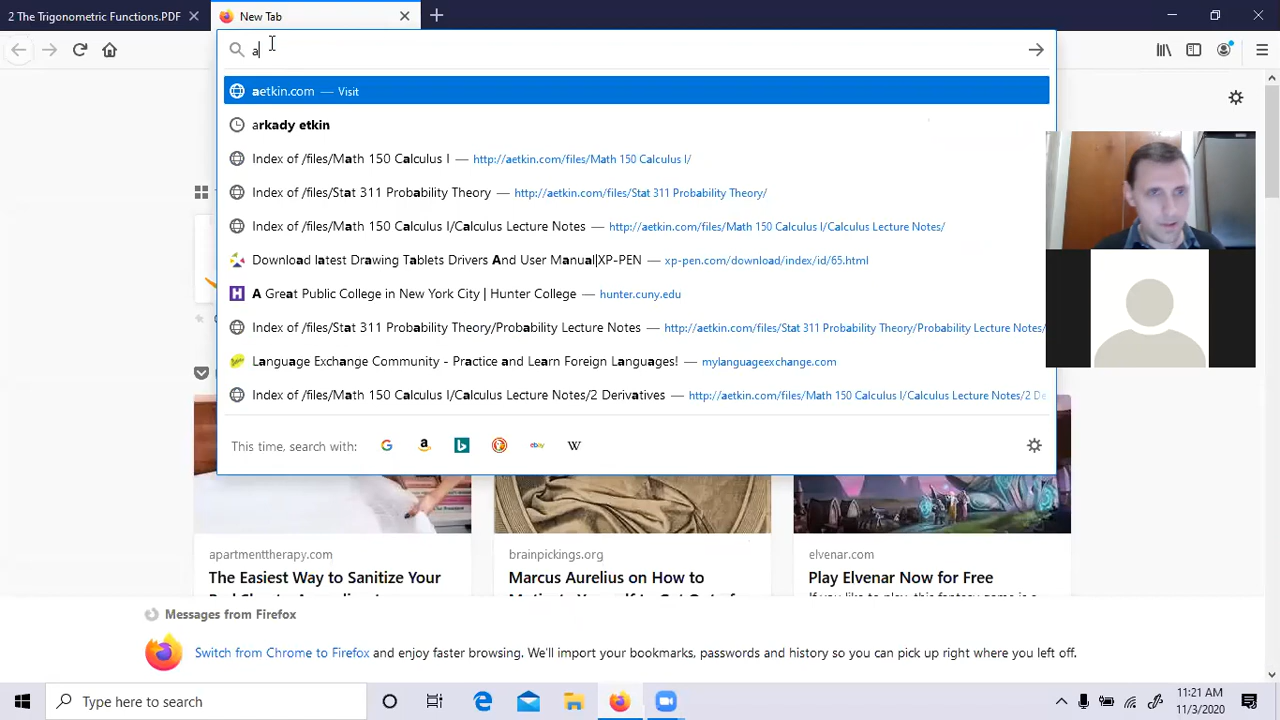 2 The Trigonometric Functions.PDF
New Tab
a
aetkin.com — Visit
arkady etkin
Index of /files/Math 150 Calculus I — http://aetkin.com/files/Math 150 Calculus I/
Index of /files/Stat 311 Probability Theory — http://aetkin.com/files/Stat 311 Probability Theory/
Index of /files/Math 150 Calculus I/Calculus Lecture Notes — http://aetkin.com/files/Math 150 Calculus I/Calculus Lecture Notes/
Download latest Drawing Tablets Drivers And User Manual|XP-PEN — xp-pen.com/download/index/id/65.html
A Great Public College in New York City | Hunter College — hunter.cuny.edu
Index of /files/Stat 311 Probability Theory/Probability Lecture Notes — http://aetkin.com/files/Stat 311 Probability Theory/Probability Lecture Notes/
Language Exchange Community - Practice and Learn Foreign Languages! — mylanguageexchange.com
Index of /files/Math 150 Calculus I/Calculus Lecture Notes/2 Derivatives — http://aetkin.com/files/Math 150 Calculus I/Calculus Lecture Notes/2 De
This time, search with:
apartmenttherapy.com
brainpickings.org
elvenar.com
The Easiest Way to Sanitize Your
Marcus Aurelius on How to
Play Elvenar Now for Free
Messages from Firefox
Switch from Chrome to Firefox and enjoy faster browsing. We'll import your bookmarks, passwords and history so you can pick up right where you left off.
Type here to search
11:21 AM
11/3/2020